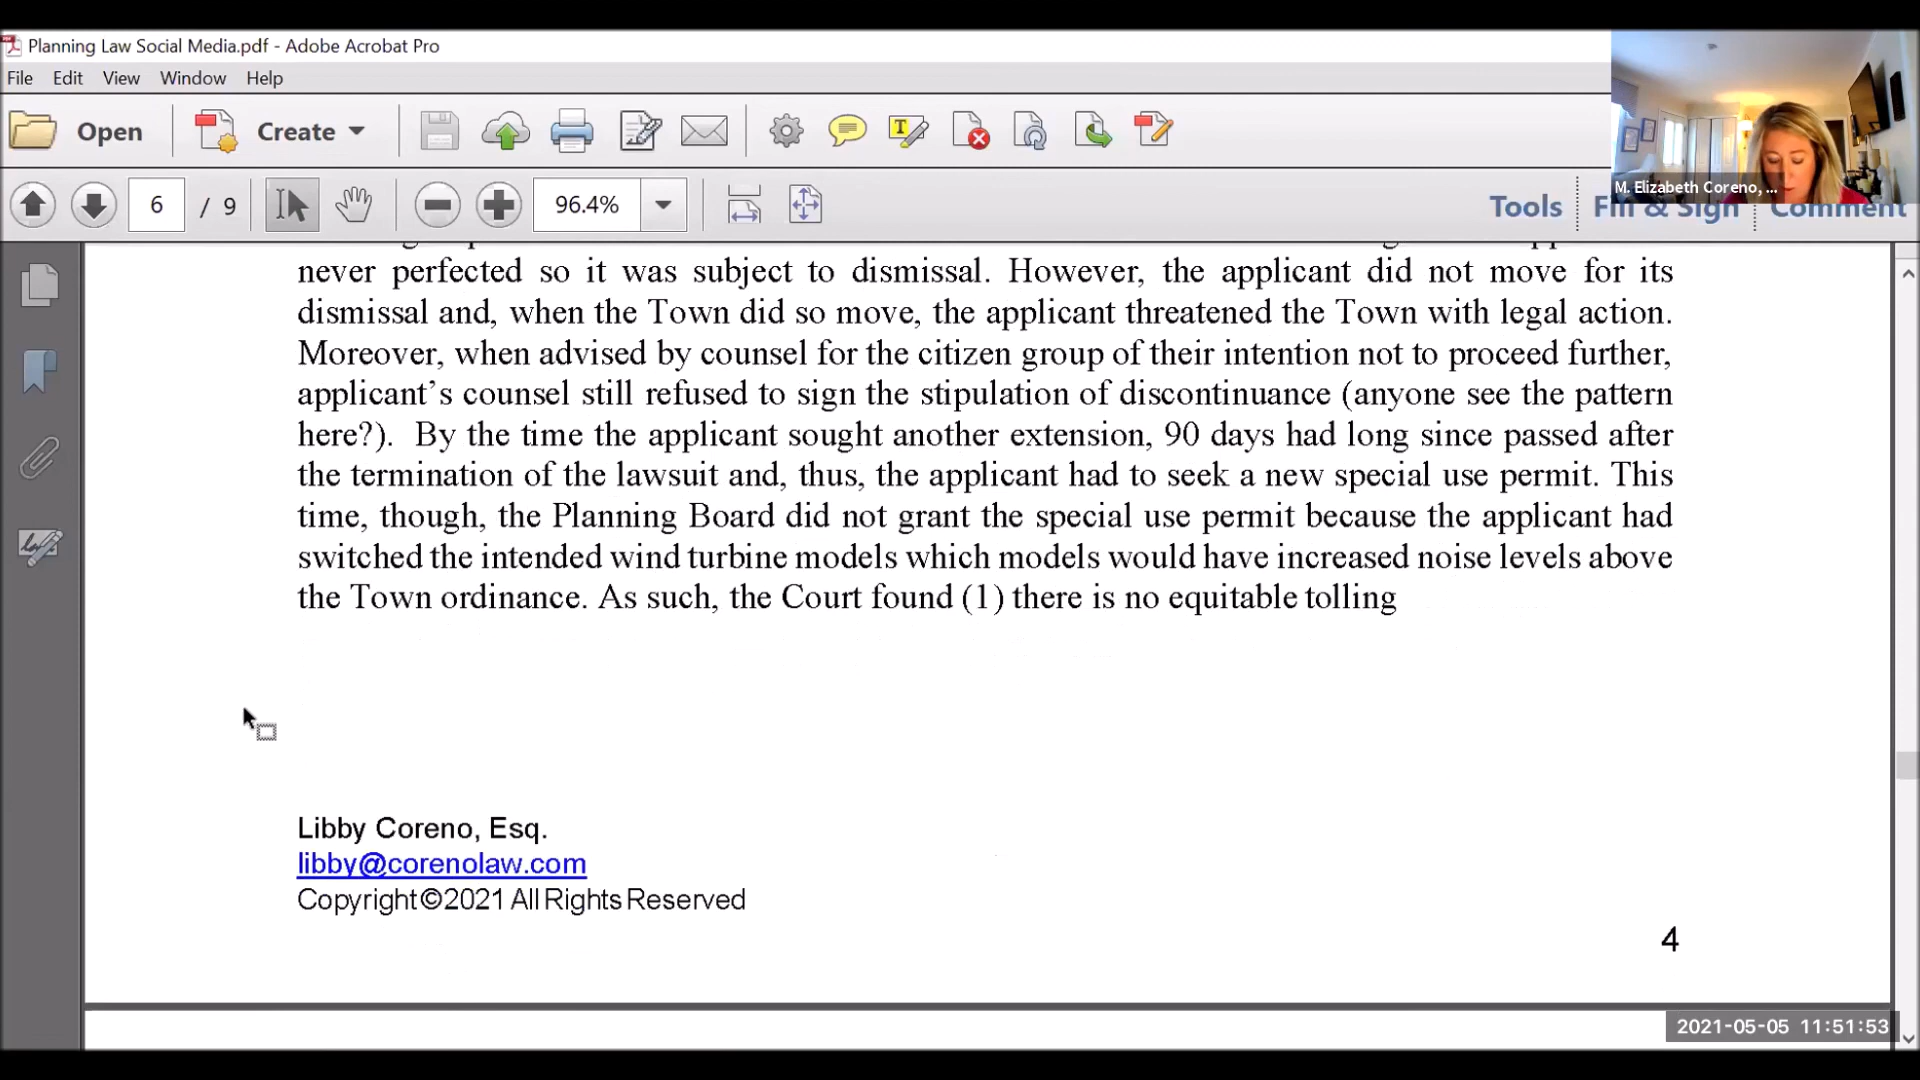 Planning Law Social Media.pdf - Adobe Acrobat Pro
File Edit View Window Help
Open Create
M. Elizabeth Coreno, ...
6 / 9 96.4% Tools Fill & Sign Comment
never perfected so it was subject to dismissal. However, the applicant did not move for its
dismissal and, when the Town did so move, the applicant threatened the Town with legal action.
Moreover, when advised by counsel for the citizen group of their intention not to proceed further,
applicant’s counsel still refused to sign the stipulation of discontinuance (anyone see the pattern
here?). By the time the applicant sought another extension, 90 days had long since passed after
the termination of the lawsuit and, thus, the applicant had to seek a new special use permit. This
time, though, the Planning Board did not grant the special use permit because the applicant had
switched the intended wind turbine models which models would have increased noise levels above
the Town ordinance. As such, the Court found (1) there is no equitable tolling
Libby Coreno, Esq.
libby@corenolaw.com
Copyright©2021 All Rights Reserved
4
2021-05-05 11:51:53